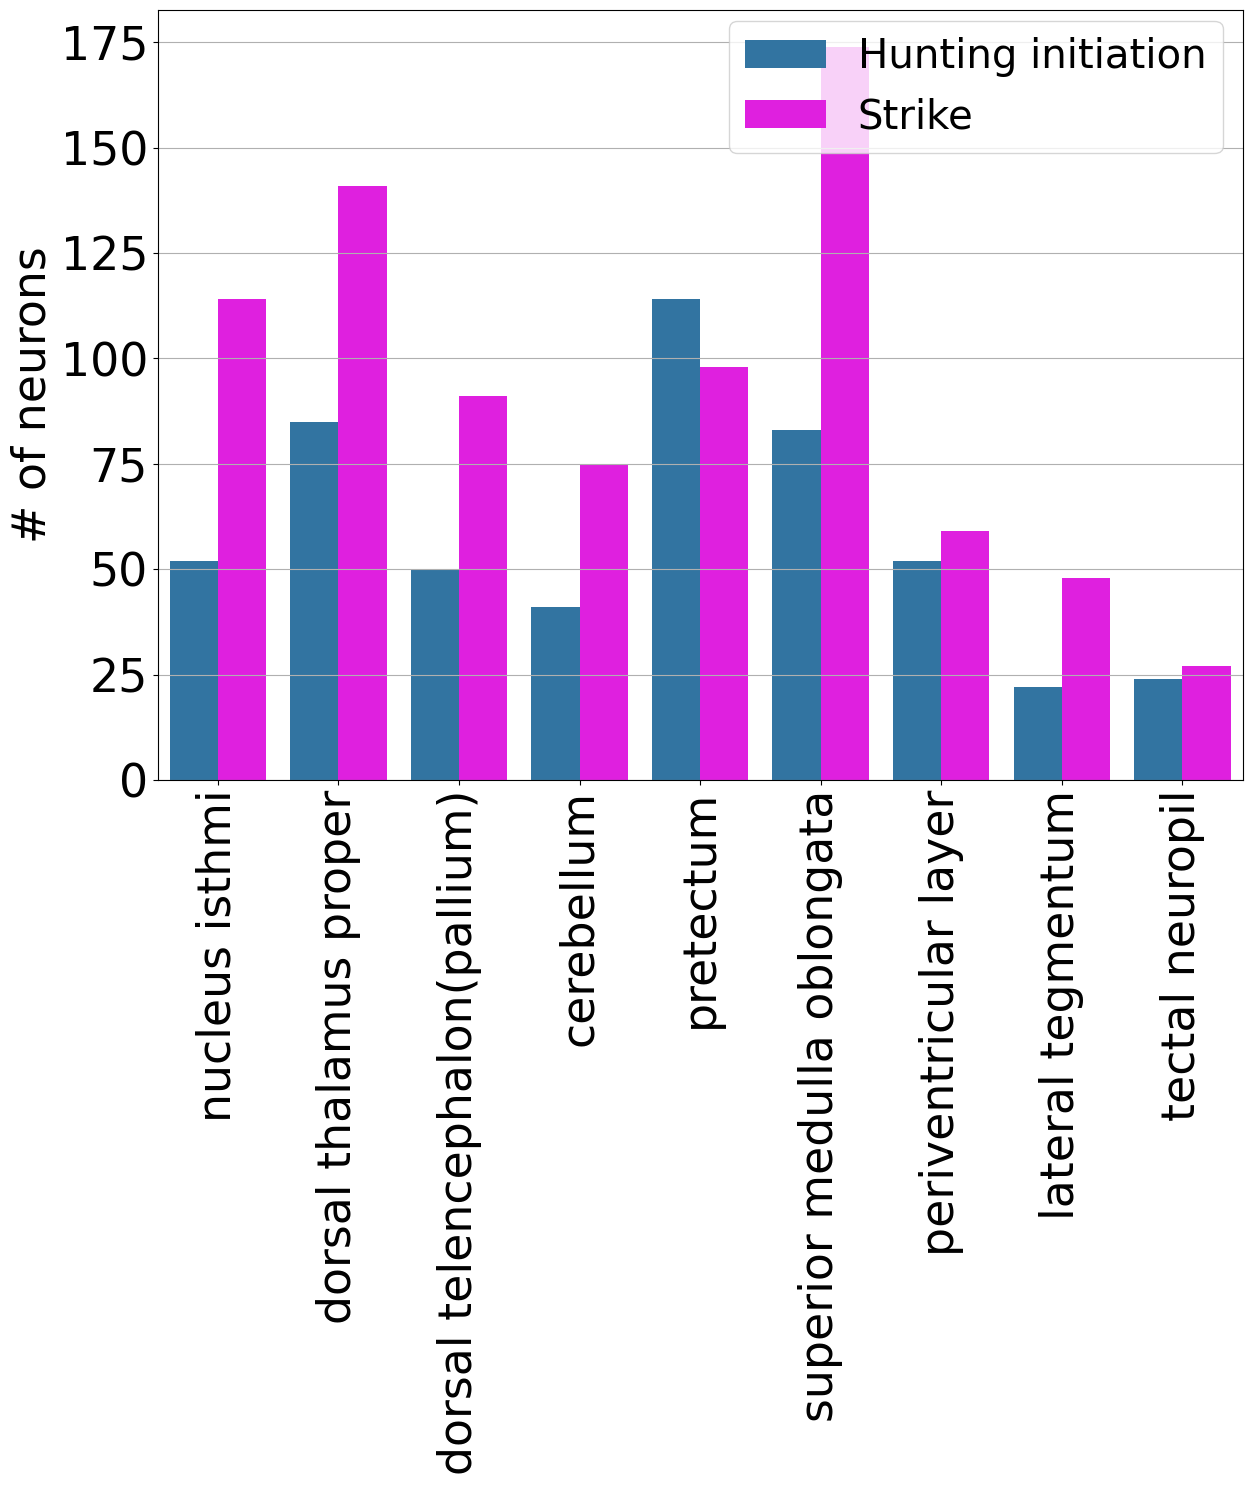 Hunting initiation
Strike
# of neurons
175
150
125
100
75
50
25
0
nucleus isthmi
dorsal thalamus proper
dorsal telencephalon(pallium)
cerebellum
pretectum
superior medulla oblongata
periventricular layer
lateral tegmentum
tectal neuropil